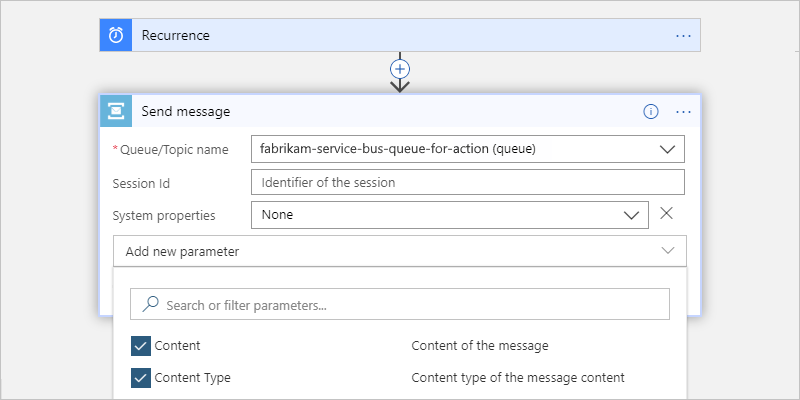 Recurrence
Send message
* Queue/Topic name fabrikam-service-bus-queue-for-action (queue)
Session Id Identifier of the session
System properties None
Add new parameter
Search or filter parameters...
Content Content of the message
Content Type Content type of the message content